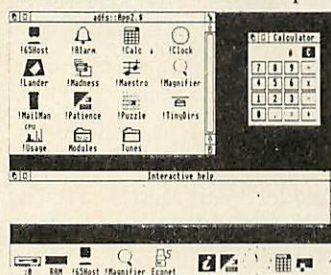 adfs::App2.$
Calculator
!65Host !Alarm !Calc !Clock
0 C
7 8 9 ÷
!Lander !Madness !Maestro !Magnifier
4 5 6
1 2 3 -
!MailMan !Patience !Puzzle !TinyDirs
CPU
!Usage Modules Tunes
Interactive help
:0 RAM !65Host !Magnifier Econet